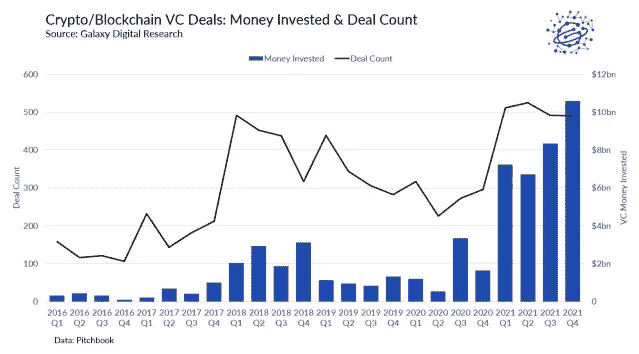 Crypto/Blockchain VC Deals: Money Invested & Deal Count
Source: Galaxy Digital Research
Money Invested Deal Count
600
500
400
300
200
100
0
Deal Count
$12bn
$10bn
$8bn
$6bn
$4bn
$2bn
$0
VC Money Invested
2016 2016 2016 2016 2017 2017 2017 2017 2018 2018 2018 2018 2019 2019 2019 2019 2020 2020 2020 2020 2021 2021 2021 2021
Q1 Q2 Q3 Q4 Q1 Q2 Q3 Q4 Q1 Q2 Q3 Q4 Q1 Q2 Q3 Q4 Q1 Q2 Q3 Q4 Q1 Q2 Q3 Q4
Data: Pitchbook